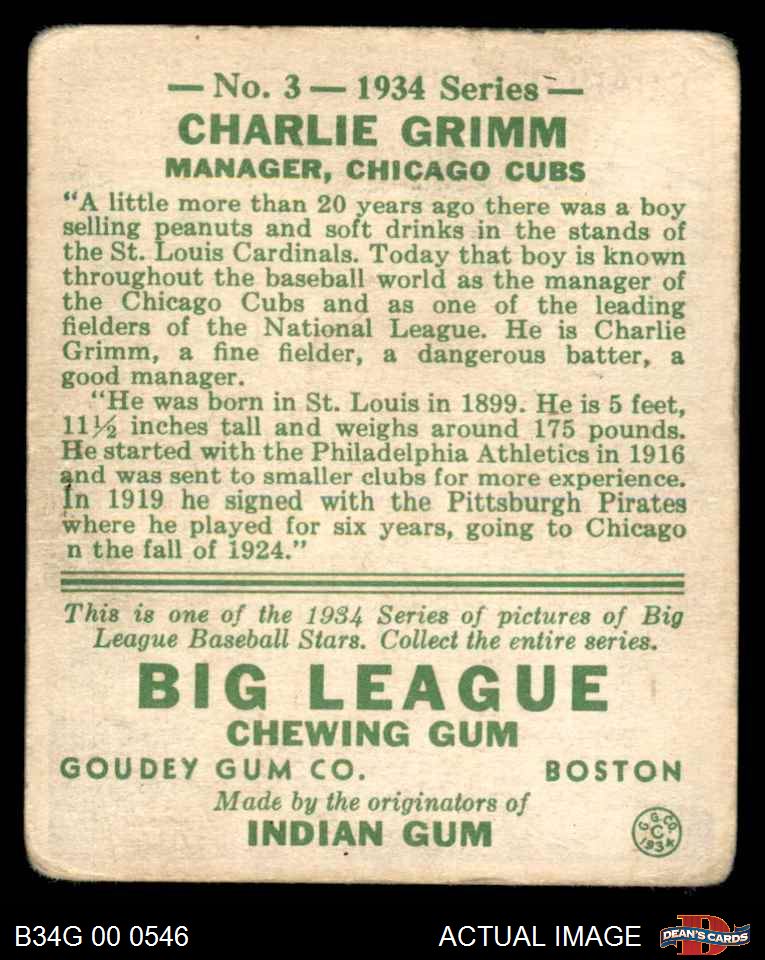 — No. 3 — 1934 Series —
CHARLIE GRIMM
MANAGER, CHICAGO CUBS
“A little more than 20 years ago there was a boy
selling peanuts and soft drinks in the stands of
the St. Louis Cardinals. Today that boy is known
throughout the baseball world as the manager of
the Chicago Cubs and as one of the leading
fielders of the National League. He is Charlie
Grimm, a fine fielder, a dangerous batter, a
good manager.
“He was born in St. Louis in 1899. He is 5 feet,
11½ inches tall and weighs around 175 pounds.
He started with the Philadelphia Athletics in 1916
and was sent to smaller clubs for more experience.
In 1919 he signed with the Pittsburgh Pirates
where he played for six years, going to Chicago
n the fall of 1924.”
This is one of the 1934 Series of pictures of Big
League Baseball Stars. Collect the entire series.
BIG LEAGUE
CHEWING GUM
GOUDEY GUM CO. BOSTON
Made by the originators of
INDIAN GUM
G. G. CO.
C
1934
B34G 00 0546 ACTUAL IMAGE
D
DEAN'S CARDS